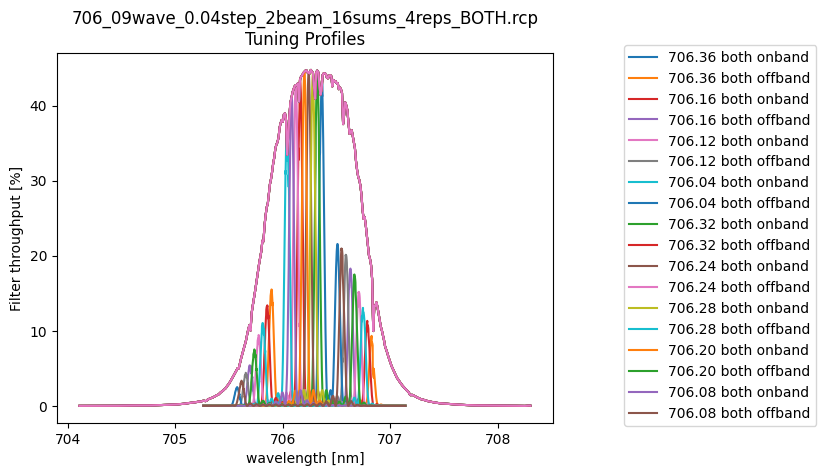 706_09wave_0.04step_2beam_16sums_4reps_BOTH.rcp
Tuning Profiles
Filter throughput [%]
40
30
20
10
0
704
705
706
707
708
wavelength [nm]
706.36 both onband
706.36 both offband
706.16 both onband
706.16 both offband
706.12 both onband
706.12 both offband
706.04 both onband
706.04 both offband
706.32 both onband
706.32 both offband
706.24 both onband
706.24 both offband
706.28 both onband
706.28 both offband
706.20 both onband
706.20 both offband
706.08 both onband
706.08 both offband